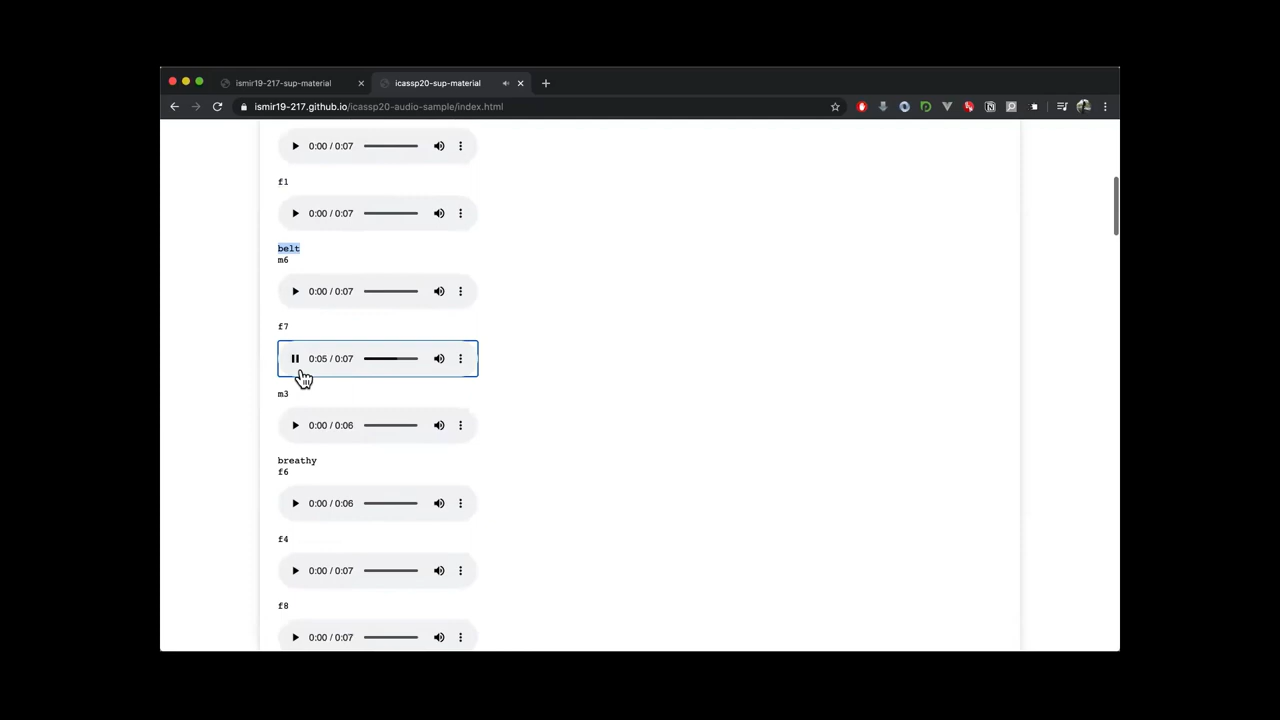 ismir19-217-sup-material
icassp20-sup-material
ismir19-217.github.io/icassp20-audio-sample/index.html
0:00 / 0:07
f1
0:00 / 0:07
belt
m6
0:00 / 0:07
f7
0:05 / 0:07
m3
0:00 / 0:06
breathy
f6
0:00 / 0:06
f4
0:00 / 0:07
f8
0:00 / 0:07